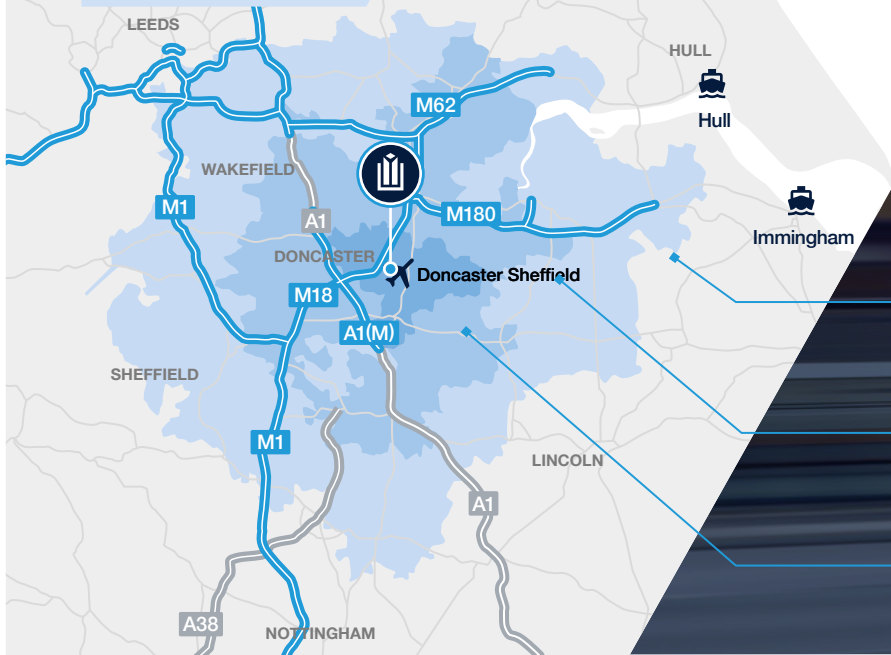 LEEDS
HULL
M62
Hull
WAKEFIELD
M1
A1
M180
Immingham
DONCASTER
Doncaster Sheffield
M18
A1(M)
SHEFFIELD
M1
LINCOLN
A1
A38
NOTTINGHAM